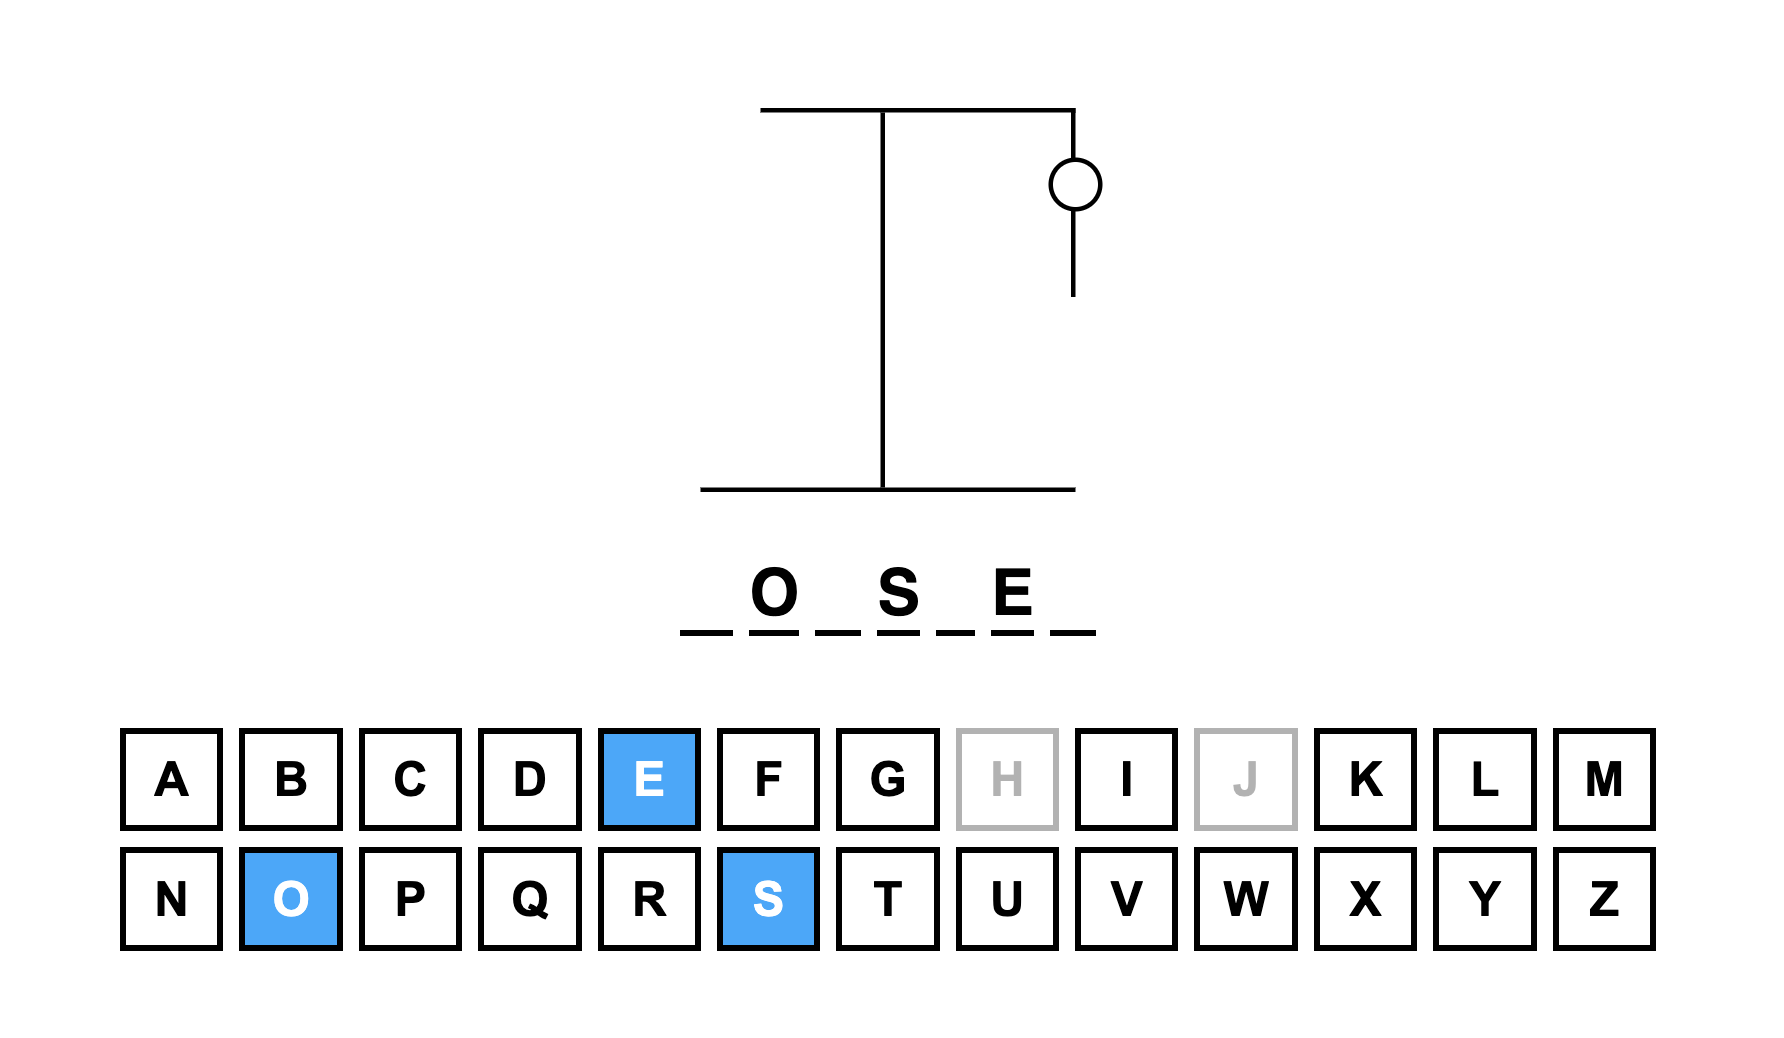 _ O _ S _ E _
A B C D E F G H I J K L M
N O P Q R S T U V W X Y Z